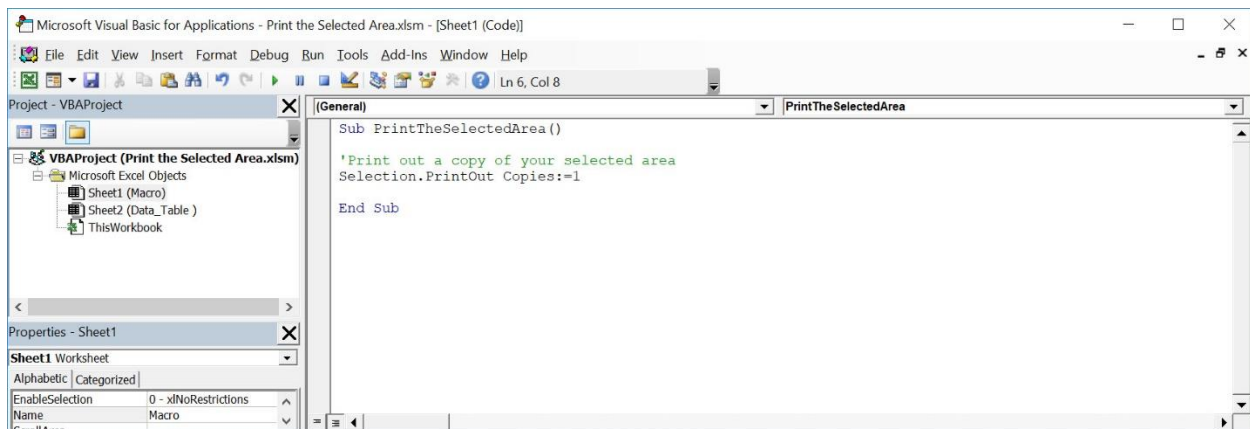 Microsoft Visual Basic for Applications - Print the Selected Area.xlsm - [Sheet1 (Code)]
File Edit View Insert Format Debug Run Tools Add-Ins Window Help
Ln 6, Col 8
Project - VBAProject
(General)
PrintTheSelectedArea
VBAProject (Print the Selected Area.xlsm)
Microsoft Excel Objects
Sheet1 (Macro)
Sheet2 (Data_Table )
ThisWorkbook
Sub PrintTheSelectedArea()
'Print out a copy of your selected area
Selection.PrintOut Copies:=1
End Sub
Properties - Sheet1
Sheet1 Worksheet
Alphabetic Categorized
EnableSelection 0 - xlNoRestrictions
Name Macro